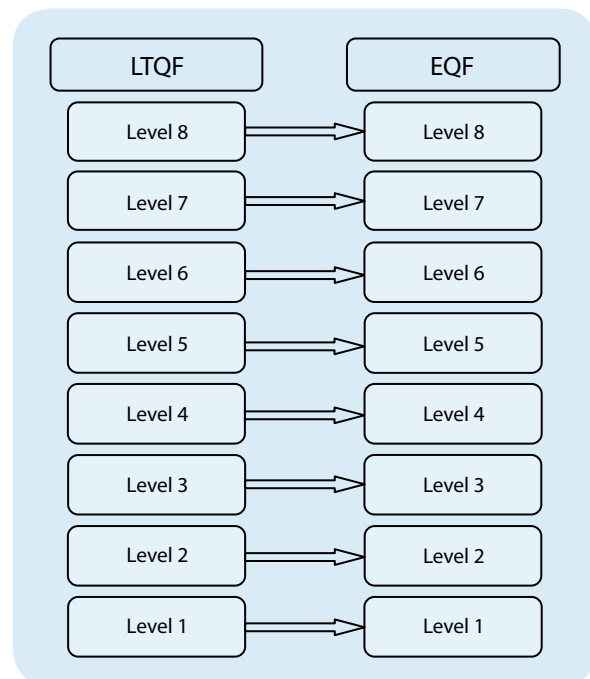 LTQF EQF
Level 8 Level 8
Level 7 Level 7
Level 6 Level 6
Level 5 Level 5
Level 4 Level 4
Level 3 Level 3
Level 2 Level 2
Level 1 Level 1